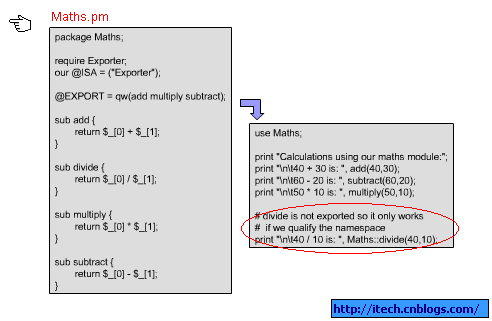 Maths.pm
package Maths;
require Exporter;
our @ISA = ("Exporter");
@EXPORT = qw(add multiply subtract);
sub add {
return $_[0] + $_[1];
}
sub divide {
return $_[0] / $_[1];
}
sub multiply {
return $_[0] * $_[1];
}
sub subtract {
return $_[0] - $_[1];
}
use Maths;
print "Calculations using our maths module:";
print "\n\t40 + 30 is: ", add(40,30);
print "\n\t60 - 20 is: ", subtract(60,20);
print "\n\t50 * 10 is: ", multiply(50,10);
# divide is not exported so it only works
# if we qualify the namespace
print "\n\t40 / 10 is: ", Maths::divide(40,10);
http://itech.cnblogs.com/